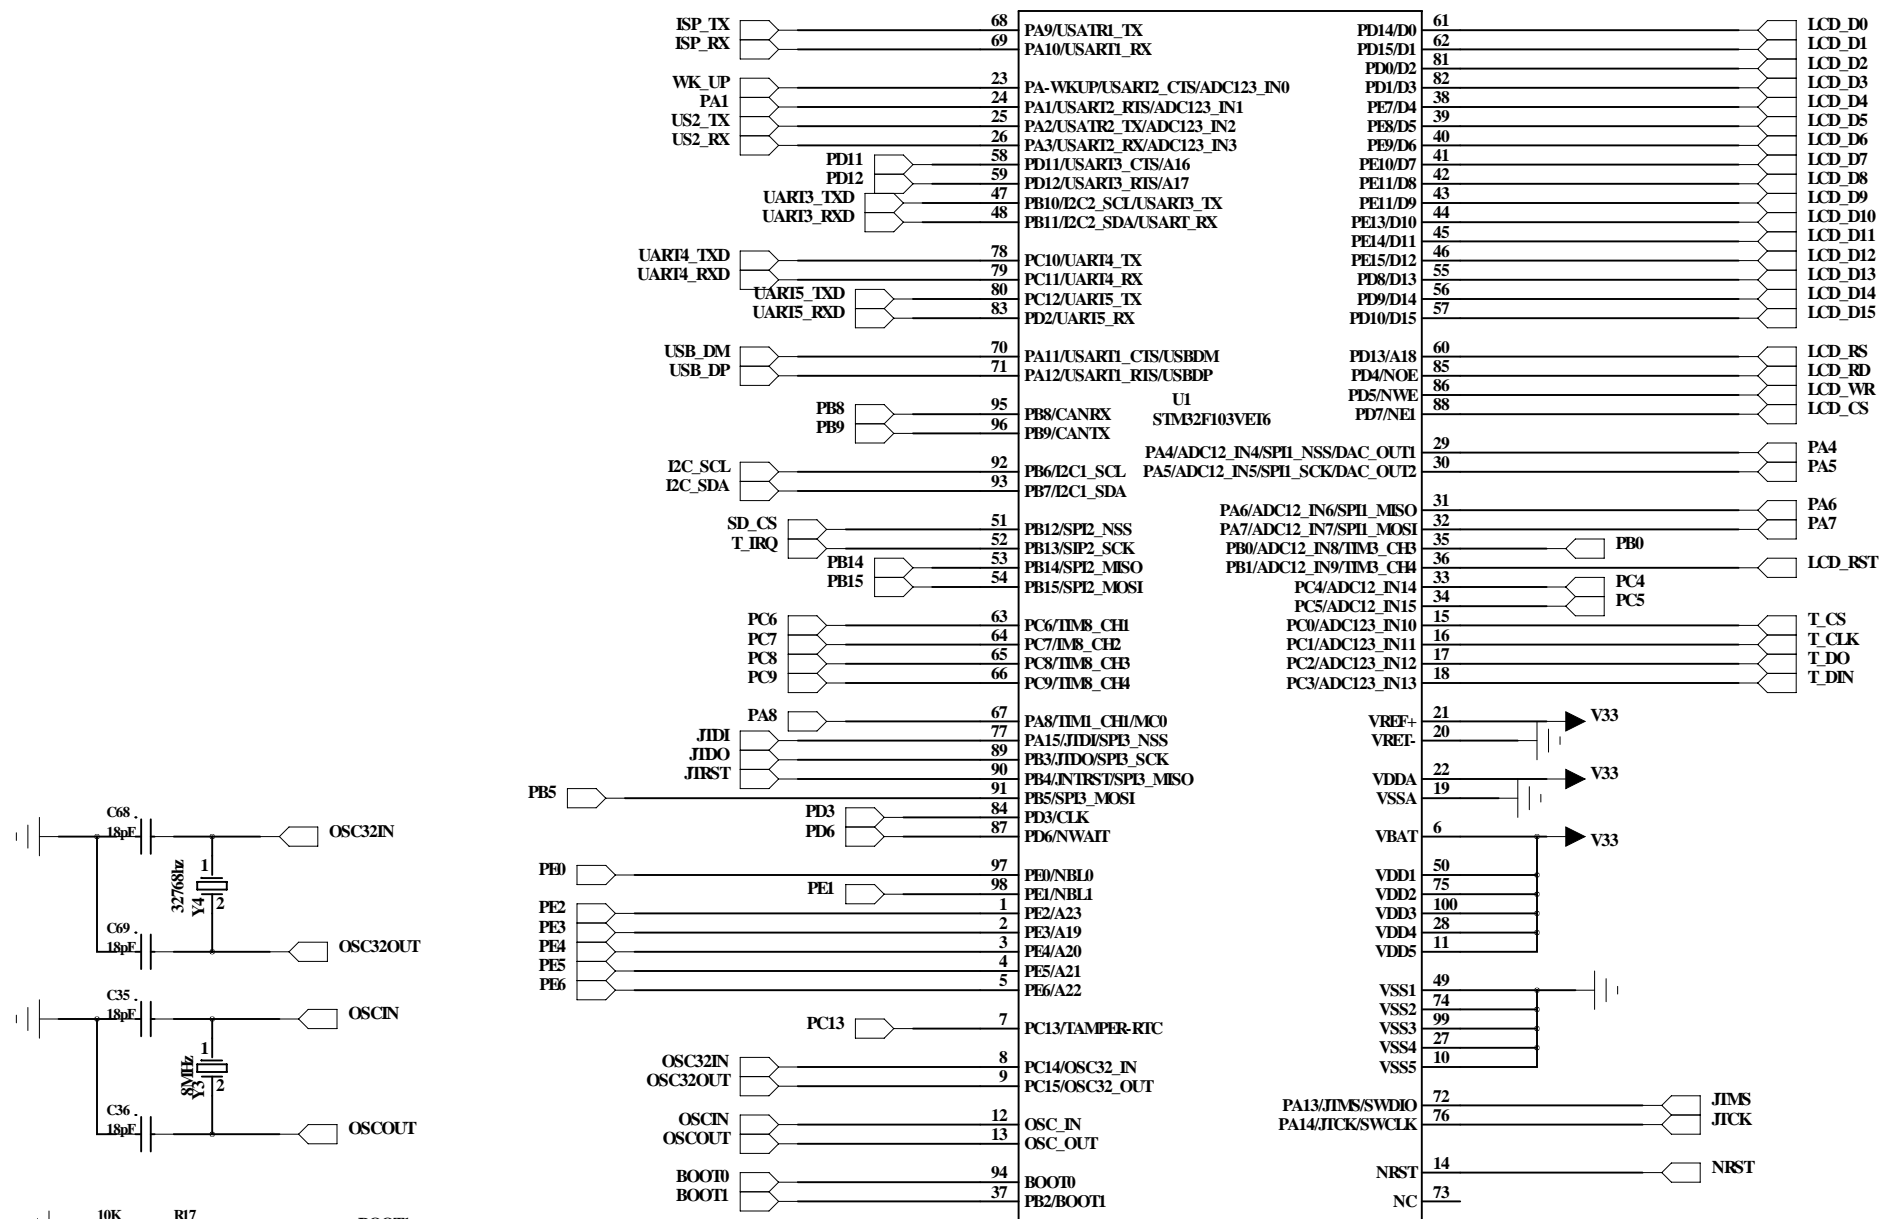 ISP_TX 68 PA9/USATR1_TX PD14/D0 61 LCD_D0
ISP_RX 69 PA10/USART1_RX PD15/D1 62 LCD_D1
PD0/D2 81 LCD_D2
WK_UP 23 PA-WKUP/USART2_CTS/ADC123_IN0 PD1/D3 82 LCD_D3
PA1 24 PA1/USART2_RTS/ADC123_IN1 PE7/D4 38 LCD_D4
US2_TX 25 PA2/USATR2_TX/ADC123_IN2 PE8/D5 39 LCD_D5
US2_RX 26 PA3/USART2_RX/ADC123_IN3 PE9/D6 40 LCD_D6
PD11 58 PD11/USART3_CTS/A16 PE10/D7 41 LCD_D7
PD12 59 PD12/USART3_RTS/A17 PE11/D8 42 LCD_D8
UART3_TXD 47 PB10/I2C2_SCL/USART3_TX PE11/D9 43 LCD_D9
UART3_RXD 48 PB11/I2C2_SDA/USART_RX PE13/D10 44 LCD_D10
PE14/D11 45 LCD_D11
UART4_TXD 78 PC10/UART4_TX PE15/D12 46 LCD_D12
UART4_RXD 79 PC11/UART4_RX PD8/D13 55 LCD_D13
UART5_TXD 80 PC12/UART5_TX PD9/D14 56 LCD_D14
UART5_RXD 83 PD2/UART5_RX PD10/D15 57 LCD_D15
USB_DM 70 PA11/USART1_CTS/USBDM PD13/A18 60 LCD_RS
USB_DP 71 PA12/USART1_RTS/USBDP PD4/NOE 85 LCD_RD
U1 PD5/NWE 86 LCD_WR
PB8 95 PB8/CANRX STM32F103VET6 PD7/NE1 88 LCD_CS
PB9 96 PB9/CANTX
PA4/ADC12_IN4/SPI1_NSS/DAC_OUT1 29 PA4
I2C_SCL 92 PB6/I2C1_SCL PA5/ADC12_IN5/SPI1_SCK/DAC_OUT2 30 PA5
I2C_SDA 93 PB7/I2C1_SDA
PA6/ADC12_IN6/SPI1_MISO 31 PA6
SD_CS 51 PB12/SPI2_NSS PA7/ADC12_IN7/SPI1_MOSI 32 PA7
T_IRQ 52 PB13/SIP2_SCK PB0/ADC12_IN8/TIM3_CH3 35 PB0
PB14 53 PB14/SPI2_MISO PB1/ADC12_IN9/TIM3_CH4 36 LCD_RST
PB15 54 PB15/SPI2_MOSI PC4/ADC12_IN14 33 PC4
PC5/ADC12_IN15 34 PC5
PC6 63 PC6/TIM8_CH1 PC0/ADC123_IN10 15 T_CS
PC7 64 PC7/IM8_CH2 PC1/ADC123_IN11 16 T_CLK
PC8 65 PC8/TIM8_CH3 PC2/ADC123_IN12 17 T_DO
PC9 66 PC9/TIM8_CH4 PC3/ADC123_IN13 18 T_DIN
PA8 67 PA8/TIM1_CH1/MC0 VREF+ 21 V33
JTDI 77 PA15/JTDI/SPI3_NSS VRET- 20
JTDO 89 PB3/JTDO/SPI3_SCK
JTRST 90 PB4/JNTRST/SPI3_MISO VDDA 22 V33
PB5 91 PB5/SPI3_MOSI VSSA 19
PD3 84 PD3/CLK
PD6 87 PD6/NWAIT VBAT 6 V33
C68
18pF OSC32IN
PE0 97 PE0/NBL0 VDD1 50
PE1 98 PE1/NBL1 VDD2 75
32768hz Y4 1 2
PE2 1 PE2/A23 VDD3 100
PE3 2 PE3/A19 VDD4 28
PE4 3 PE4/A20 VDD5 11
C69
18pF OSC32OUT
PE5 4 PE5/A21
PE6 5 PE6/A22 VSS1 49
VSS2 74
C35
18pF OSCIN
PC13 7 PC13/TAMPER-RTC VSS3 99
VSS4 27
OSC32IN 8 PC14/OSC32_IN VSS5 10
OSC32OUT 9 PC15/OSC32_OUT
8MHz Y3 1 2
PA13/JTMS/SWDIO 72 JTMS
OSCIN 12 OSC_IN PA14/JTCK/SWCLK 76 JTCK
OSCOUT 13 OSC_OUT
C36
18pF OSCOUT
NRST 14 NRST
BOOT0 94 BOOT0
BOOT1 37 PB2/BOOT1 NC 73
10K R17